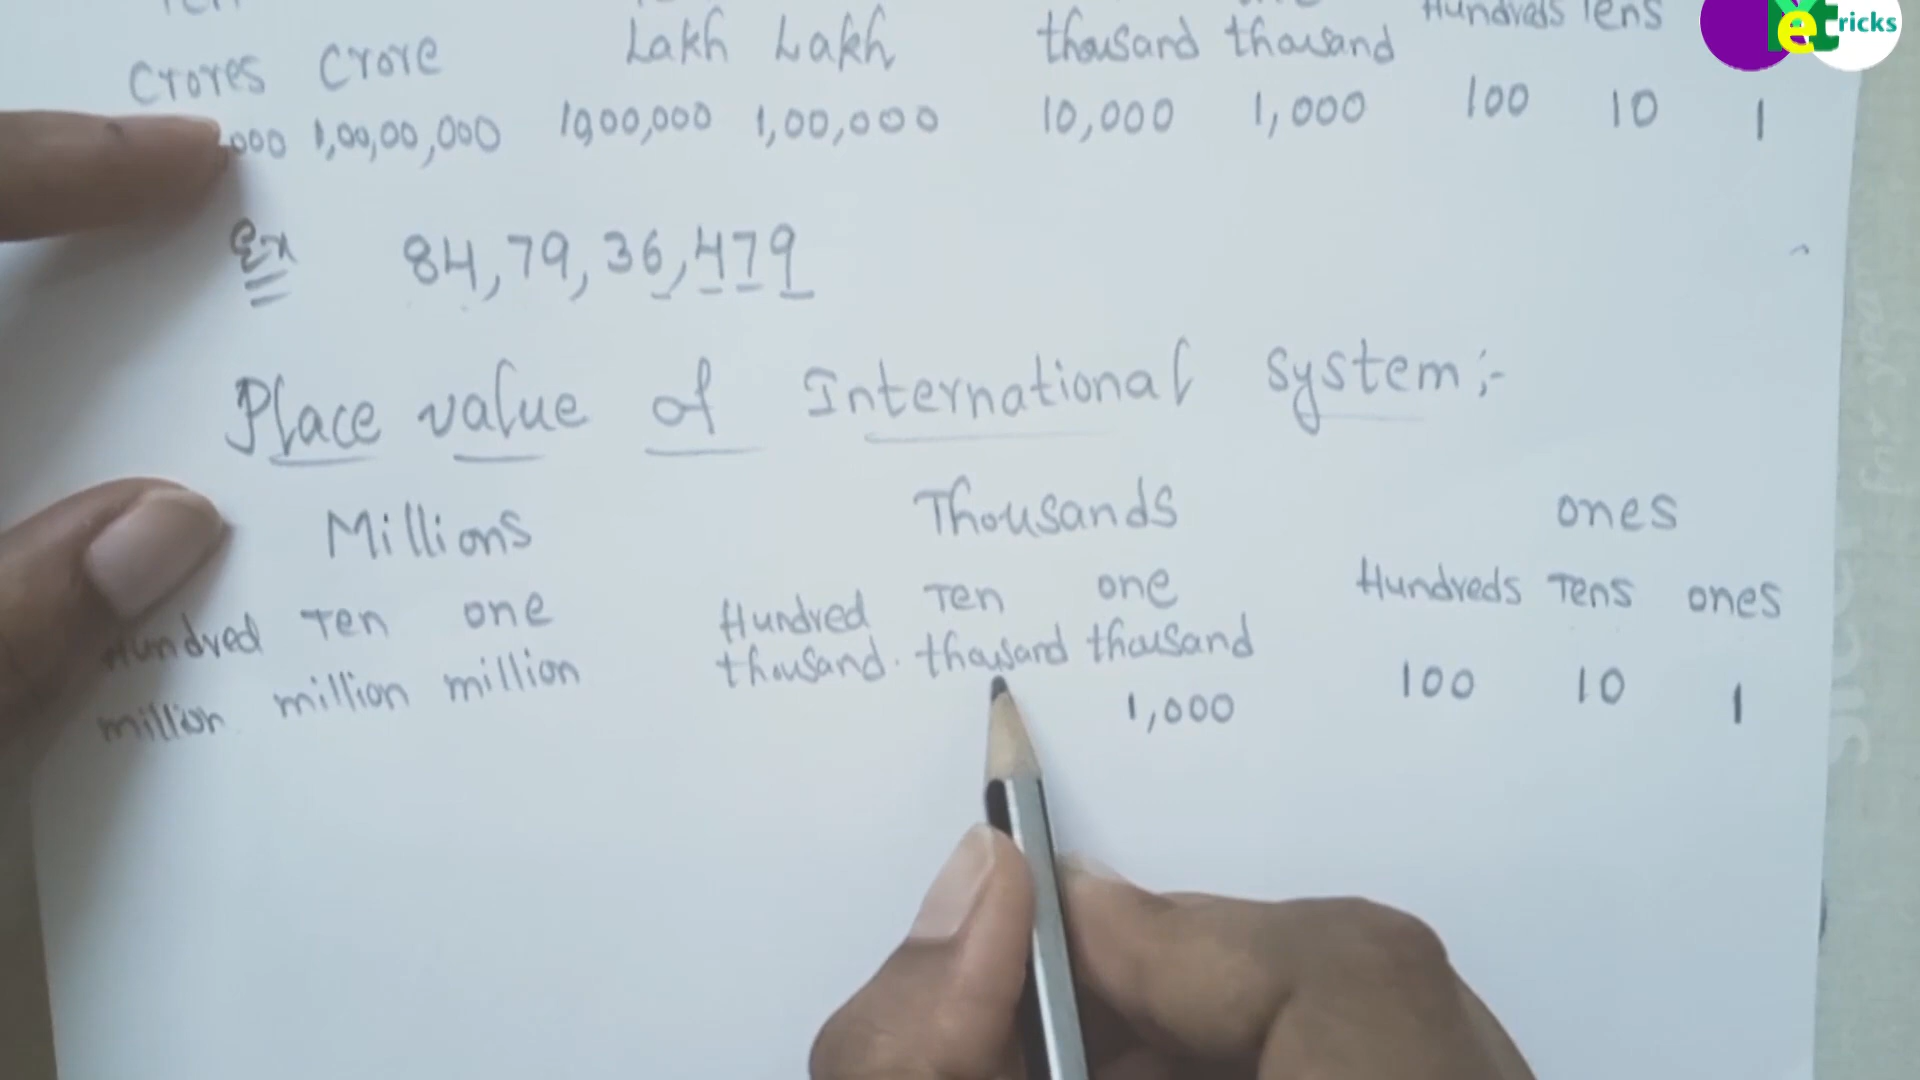 Hundreds Tens
Crores Crore Lakh Lakh thousand thousand
,000 1,00,00,000 10,00,000 1,00,000 10,000 1,000 100 10 1
Ex 84,79,36,479
Place value of International system:-
Millions Thousands ones
Hundred Ten one Hundred Ten one Hundreds Tens ones
million million million thousand thousand thousand
1,000 100 10 1
Yet
ricks